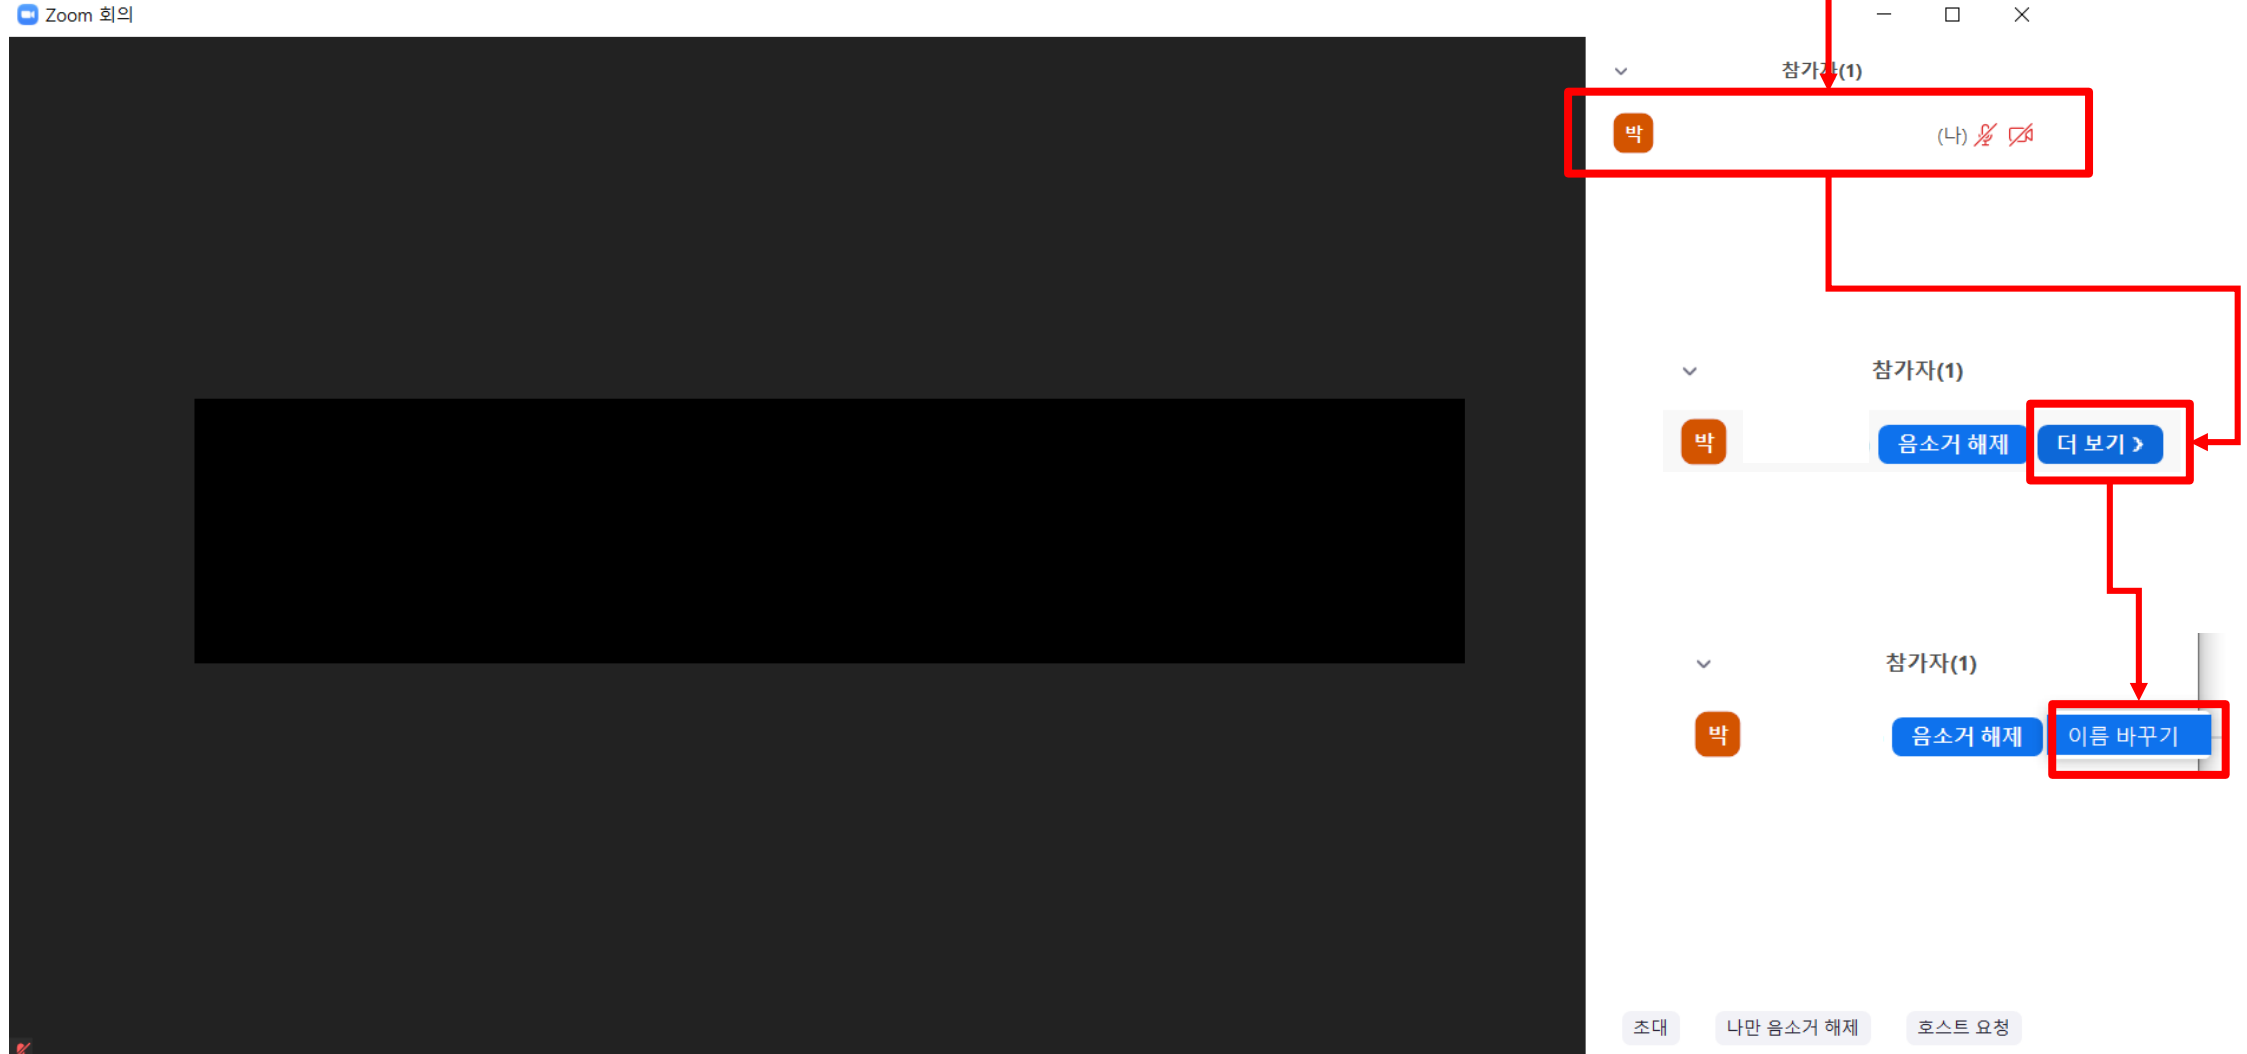 Zoom 회의
참가자(1)
박 (나)
참가자(1)
박 음소거 해제 더 보기
참가자(1)
박 음소거 해제 이름 바꾸기
초대 나만 음소거 해제 호스트 요청